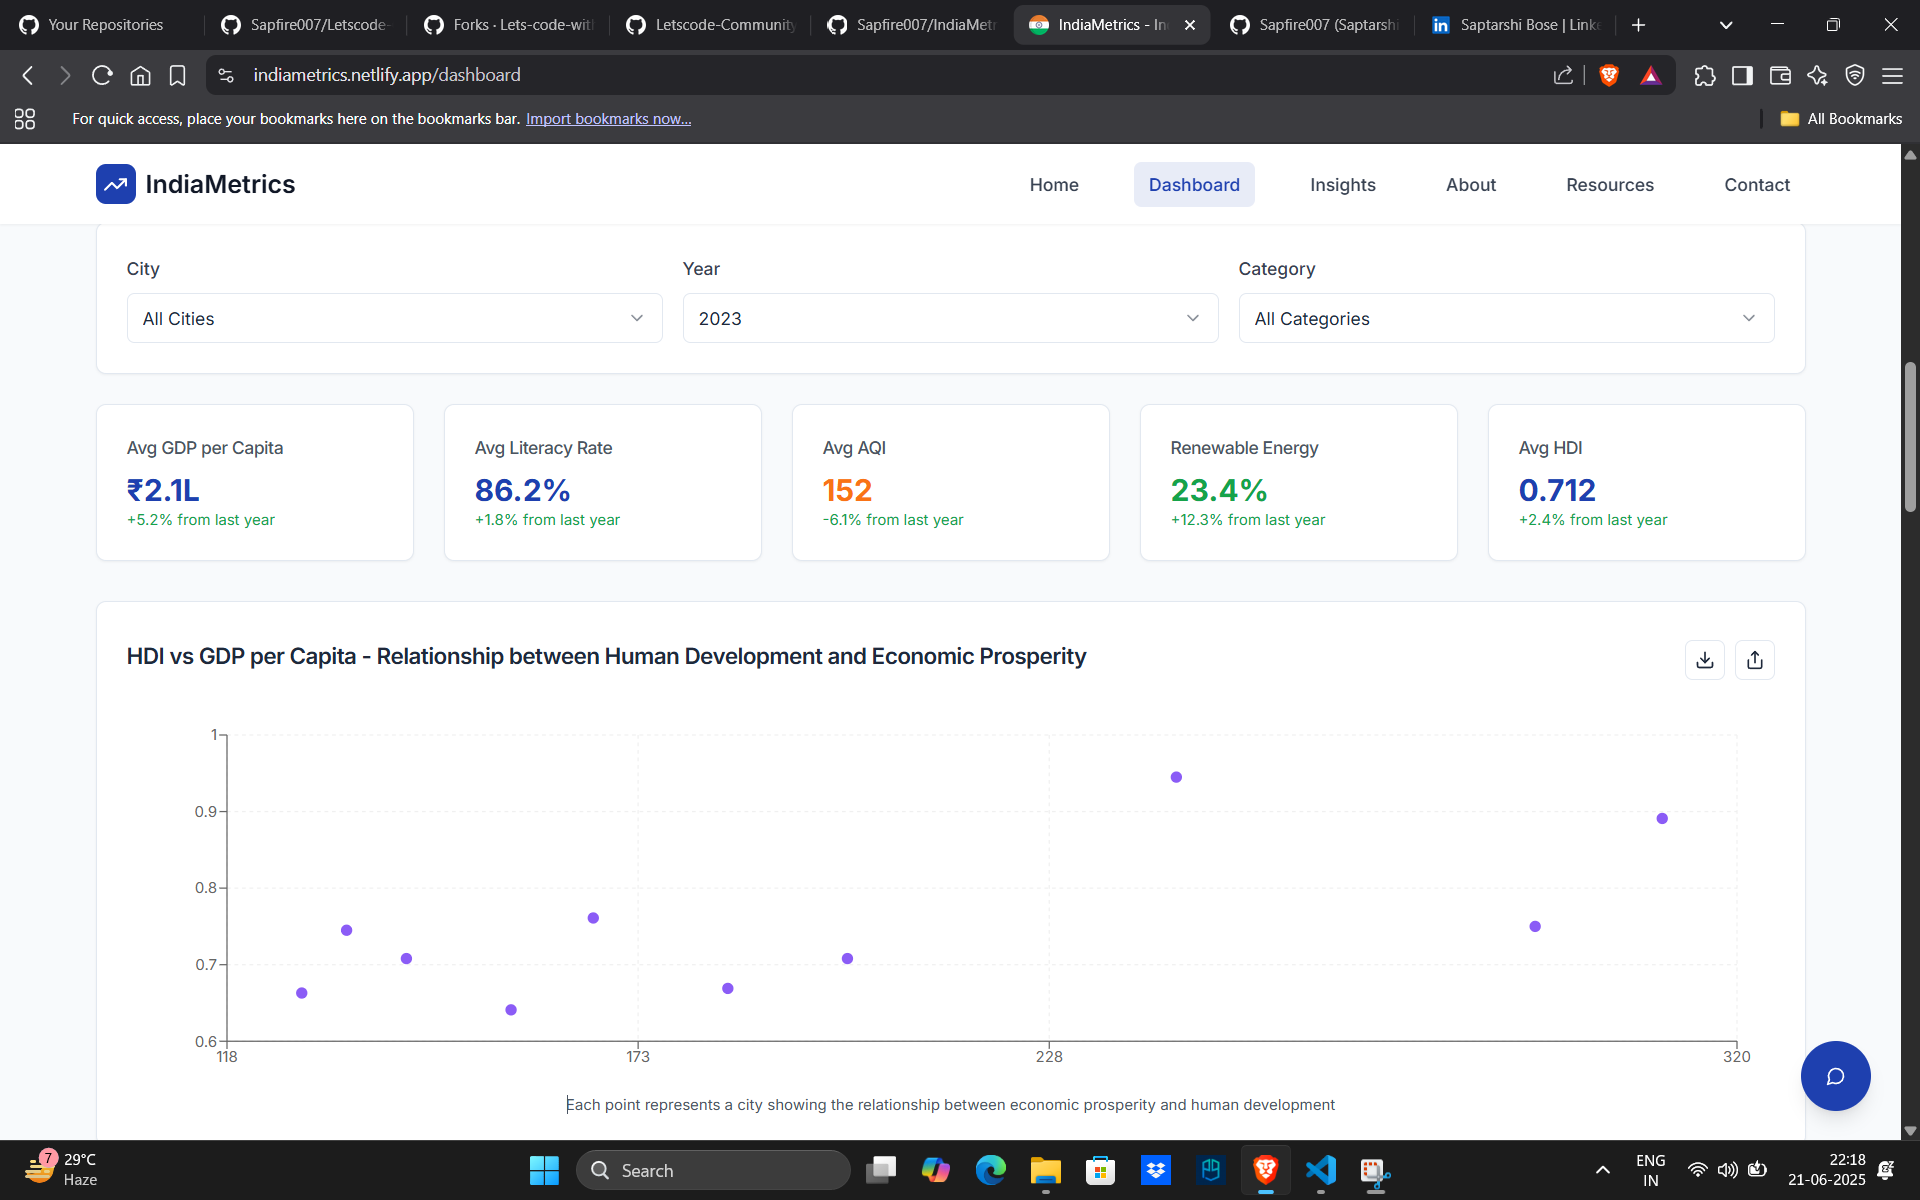 Your Repositories
Sapfire007/Letscode-
Forks · Lets-code-wit
Letscode-Community
Sapfire007/IndiaMetr
IndiaMetrics - In
Sapfire007 (Saptarshi
Saptarshi Bose | Linke
indiametrics.netlify.app/dashboard
For quick access, place your bookmarks here on the bookmarks bar. Import bookmarks now...
All Bookmarks
IndiaMetrics
Home
Dashboard
Insights
About
Resources
Contact
City
Year
Category
All Cities
2023
All Categories
Avg GDP per Capita
₹2.1L
+5.2% from last year
Avg Literacy Rate
86.2%
+1.8% from last year
Avg AQI
152
-6.1% from last year
Renewable Energy
23.4%
+12.3% from last year
Avg HDI
0.712
+2.4% from last year
HDI vs GDP per Capita - Relationship between Human Development and Economic Prosperity
1
0.9
0.8
0.7
0.6
118
173
228
320
Each point represents a city showing the relationship between economic prosperity and human development
7
29°C
Haze
Search
ENG
IN
22:18
21-06-2025